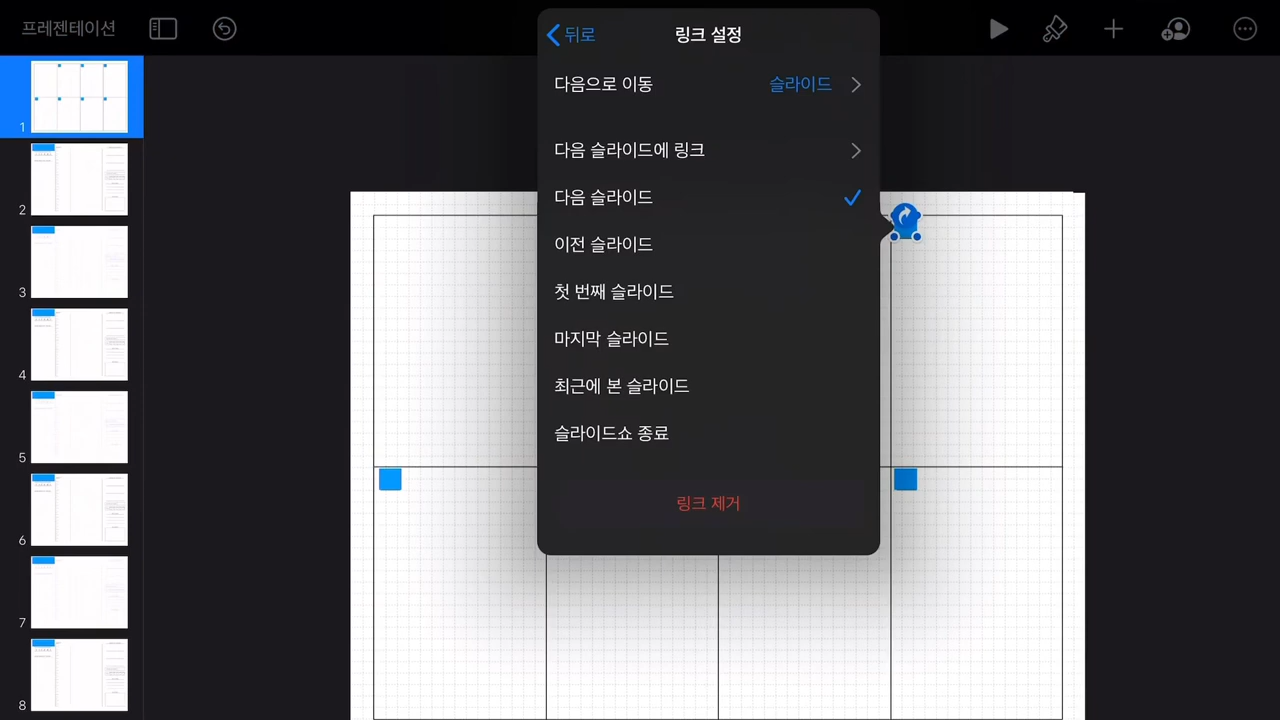 프레젠테이션
뒤로
링크 설정
다음으로 이동
슬라이드
다음 슬라이드에 링크
다음 슬라이드
이전 슬라이드
첫 번째 슬라이드
마지막 슬라이드
최근에 본 슬라이드
슬라이드쇼 종료
링크 제거
1
2
3
4
5
6
7
8